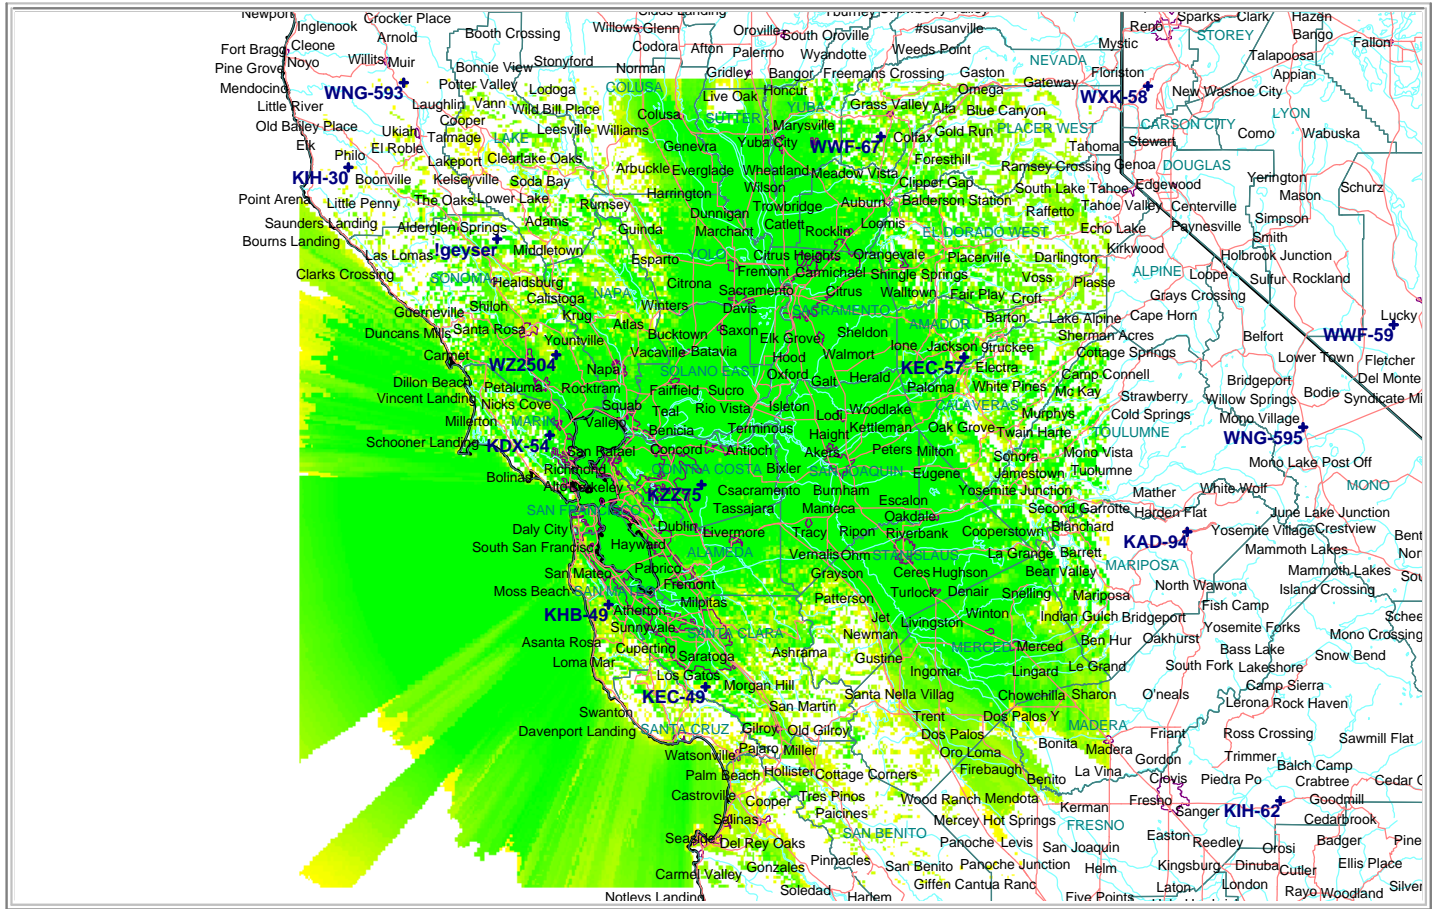 Newport
Inglenook
Crocker Place
Cleone
Arnold
Booth Crossing
Willows
Glenn
Codora
Afton
Oroville
South Oroville
Palermo
Wyandotte
#susanville
Weeds Point
Reno
Sparks
Clark
Hazen
Bango
STOREY
Mystic
Talapoosa
Fallon
Fort Bragg
Noyo
Willits
Muir
Pine Grove
Mendocino
WNG-593
Bonnie View
Stonyford
Norman
Gridley
Bangor
Freemans Crossing
Gaston
NEVADA
Floriston
Appian
Potter Valley
Lodoga
COLUSA
Live Oak
Honcut
Omega
Gateway
WXK-58
New Washoe City
Little River
Laughlin
Vann
Wild Bill Place
Colusa
SUTTER
YUBA
Grass Valley
Alta
Blue Canyon
LYON
Old Bailey Place
Ukiah
Cooper
Talmage
Leesville
Williams
Marysville
Colfax
Gold Run
PLACER WEST
CARSON CITY
Como
Wabuska
Elk
El Roble
LAKE
Genevra
Yuba City
WWF-67
Tahoma
Stewart
Philo
Lakeport
Clearlake Oaks
Foresthill
KIH-30
Boonville
Kelseyville
Soda Bay
Arbuckle
Everglade
Wheatland
Meadow Vista
Ramsey Crossing
Genoa
DOUGLAS
Yerington
Point Arena
Little Penny
The Oaks
Lower Lake
Harrington
Wilson
Clipper Gap
South Lake Tahoe
Edgewood
Mason
Schurz
Saunders Landing
Adams
Rumsey
Dunnigan
Trowbridge
Auburn
Balderson Station
Raffetto
Tahoe Valley
Centerville
Simpson
Bourns Landing
Alderglen Springs
Guinda
Marchant
Catlett
Rocklin
Loomis
EL DORADO WEST
Echo Lake
Paynesville
Smith
!geyser
Las Lomas
Middletown
Esparto
YOLO
Citrus Heights
Orangevale
Placerville
Darlington
Kirkwood
Holbrook Junction
Clarks Crossing
SONOMA
Healdsburg
Citrona
Fremont
Carmichael
Shingle Springs
Voss
Plasse
ALPINE
Loope
Sulfur
Rockland
Calistoga
NAPA
Winters
Sacramento
Citrus
Walltown
Fair Play
Croft
Grays Crossing
Guerneville
Shiloh
Krug
Atlas
Davis
SACRAMENTO
Barton
Lake Alpine
Cape Horn
Lucky
Duncans Mills
Santa Rosa
Yountville
Bucktown
Saxon
Elk Grove
Sheldon
AMADOR
Sherman Acres
Belfort
WWF-59
Carmet
WZ2504
Vacaville
Batavia
Hood
Walmort
Ione
Jackson
9truckee
Cottage Springs
Lower Town
Fletcher
Napa
SOLANO EAST
Oxford
KEC-57
Electra
Camp Connell
Del Monte
Dillon Beach
Petaluma
Rocktram
Fairfield
Sucro
Galt
Herald
Paloma
White Pines
Mc Kay
Bridgeport
Bodie
Vincent Landing
Nicks Cove
Squab
Teal
Rio Vista
Isleton
Lodi
Woodlake
CALAVERAS
Strawberry
Willow Springs
Syndicate Mi
Millerton
MARIN
Vallejo
Benicia
Terminous
Kettleman
Oak Grove
Murphys
Cold Springs
Mono Village
Schooner Landing
KDX-54
San Rafael
Concord
Antioch
Haight
Akers
Peters
Milton
Twain Harte
TOULUMNE
WNG-595
Bolinas
Richmond
CONTRA COSTA
Bixler
SAN JOAQUIN
Eugene
Sonora
Jamestown
Mono Vista
Tuolumne
Mono Lake Post Off
Alto
Berkeley
KZZ75
Csacramento
Burnham
Yosemite Junction
Mather
White Wolf
MONO
SAN FRANCISCO
Tassajara
Manteca
Escalon
Oakdale
Second Garrotte
Harden Flat
June Lake Junction
Daly City
Dublin
Livermore
Tracy
Ripon
Riverbank
Cooperstown
Blanchard
KAD-94
Yosemite Village
Crestview
South San Francisc
Hayward
ALAMEDA
Vernalis
Ohm
STANISLAUS
La Grange
Barrett
Mammoth Lakes
San Mateo
Pabrico
Grayson
Ceres
Hughson
Bear Valley
MARIPOSA
Mammoth Lakes
Moss Beach
SAN MATEO
Fremont
Patterson
Turlock
Denair
Snelling
Mariposa
North Wawona
Island Crossing
KHB-49
Atherton
Milpitas
Jet
Livingston
Winton
Indian Gulch
Bridgeport
Fish Camp
Asanta Rosa
Sunnyvale
SANTA CLARA
Newman
Yosemite Forks
Mono Crossing
Loma Mar
Cupertino
Saratoga
Ashrama
Gustine
MERCED
Merced
Ben Hur
Oakhurst
Bass Lake
Snow Bend
Los Gatos
Ingomar
Lingard
Le Grand
South Fork
Lakeshore
KEC-49
Morgan Hill
Santa Nella Villag
Chowchilla
Sharon
O'neals
Camp Sierra
Swanton
San Martin
Trent
Dos Palos Y
Lerona
Rock Haven
Davenport Landing
SANTA CRUZ
Gilroy
Old Gilroy
Dos Palos
MADERA
Friant
Ross Crossing
Sawmill Flat
Watsonville
Pajaro
Miller
Oro Loma
Bonita
Madera
Gordon
Trimmer
Palm Beach
Hollister
Cottage Corners
Firebaugh
Benito
La Vina
Clovis
Piedra Po
Balch Camp
Crabtree
Cedar
Castroville
Cooper
Tres Pinos
Wood Ranch
Mendota
Kerman
Fresno
Sanger
KIH-62
Goodmill
Salinas
Paicines
Mercey Hot Springs
FRESNO
Cedarbrook
Seaside
Del Rey Oaks
SAN BENITO
Panoche
Levis
San Joaquin
Easton
Reedley
Orosi
Badger
Pine
Carmel Valley
Gonzales
Pinnacles
San Benito
Panoche Junction
Helm
Kingsburg
Dinuba
Cutler
Ellis Place
Soledad
Giffen
Cantua Ranc
Laton
London
Rayo
Woodland
Silver
Notleys Landing
Harlem
Five Points